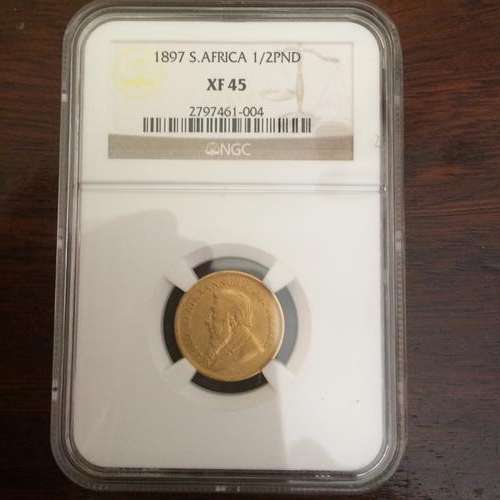 1897 S.AFRICA 1/2PND
XF 45
2797461-004
NGC